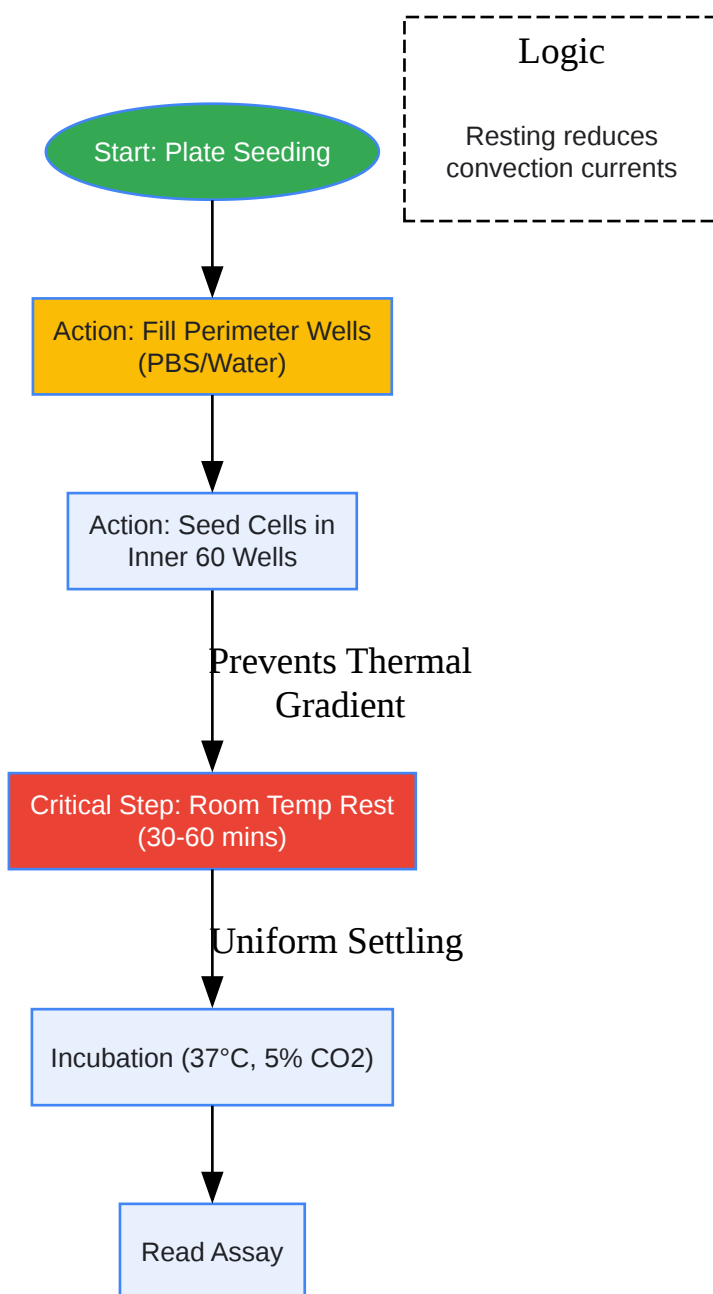 Logic
Resting reduces
convection currents
Start: Plate Seeding
Action: Fill Perimeter Wells
(PBS/Water)
Action: Seed Cells in
Inner 60 Wells
Prevents Thermal
Gradient
Critical Step: Room Temp Rest
(30-60 mins)
Uniform Settling
Incubation (37°C, 5% CO2)
Read Assay